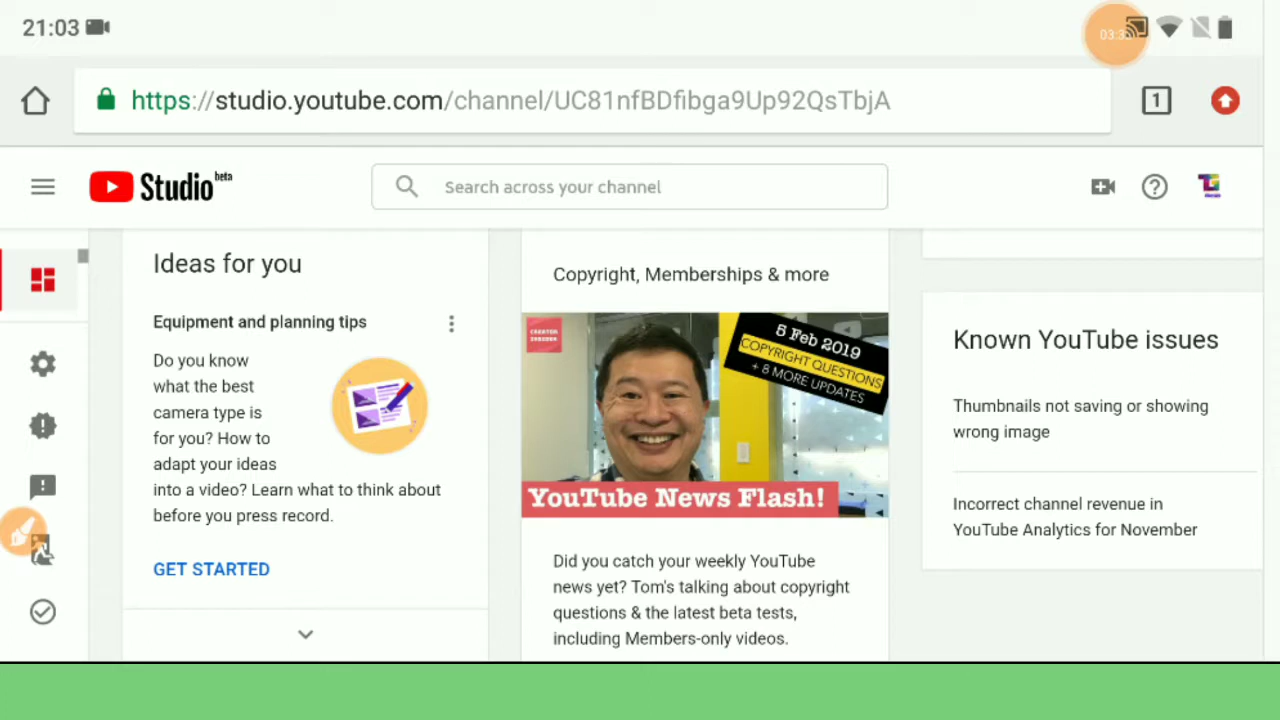 21:03
03:3
https://studio.youtube.com/channel/UC81nfBDfibga9Up92QsTbjA
1
Studio beta
Search across your channel
Ideas for you
Equipment and planning tips
Do you know
what the best
camera type is
for you? How to
adapt your ideas
into a video? Learn what to think about
before you press record.
GET STARTED
Copyright, Memberships & more
CREATOR
INSIDER
5 Feb 2019
COPYRIGHT QUESTIONS
+ 8 MORE UPDATES
YouTube News Flash!
Did you catch your weekly YouTube
news yet? Tom's talking about copyright
questions & the latest beta tests,
including Members-only videos.
Known YouTube issues
Thumbnails not saving or showing
wrong image
Incorrect channel revenue in
YouTube Analytics for November